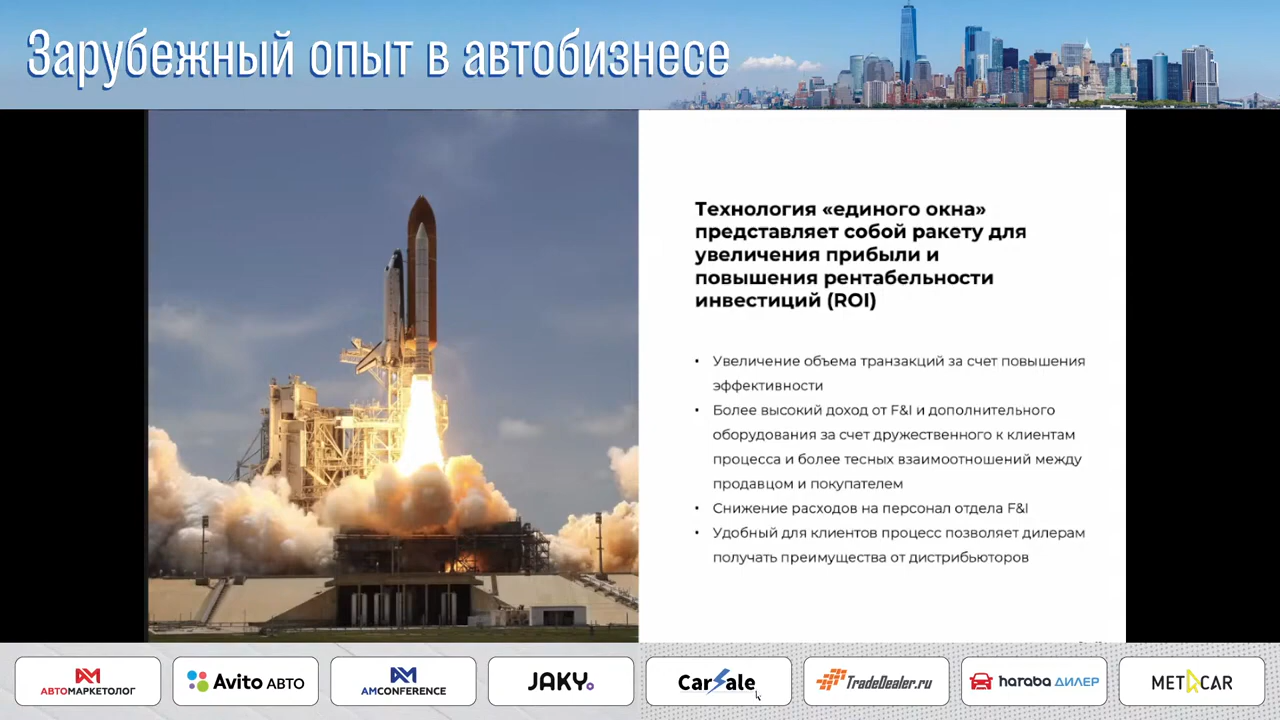 Зарубежный опыт в автобизнесе
Технология «единого окна»
представляет собой ракету для
увеличения прибыли и
повышения рентабельности
инвестиций (ROI)
• Увеличение объема транзакций за счет повышения
эффективности
• Более высокий доход от F&I и дополнительного
оборудования за счет дружественного к клиентам
процесса и более тесных взаимоотношений между
продавцом и покупателем
• Снижение расходов на персонал отдела F&I
• Удобный для клиентов процесс позволяет дилерам
получать преимущества от дистрибьюторов
АВТОМАРКЕТОЛОГ
Avito АВТО
AMCONFERENCE
JAKY
CarSale
TradeDealer.ru
haraba ДИЛЕР
METACAR